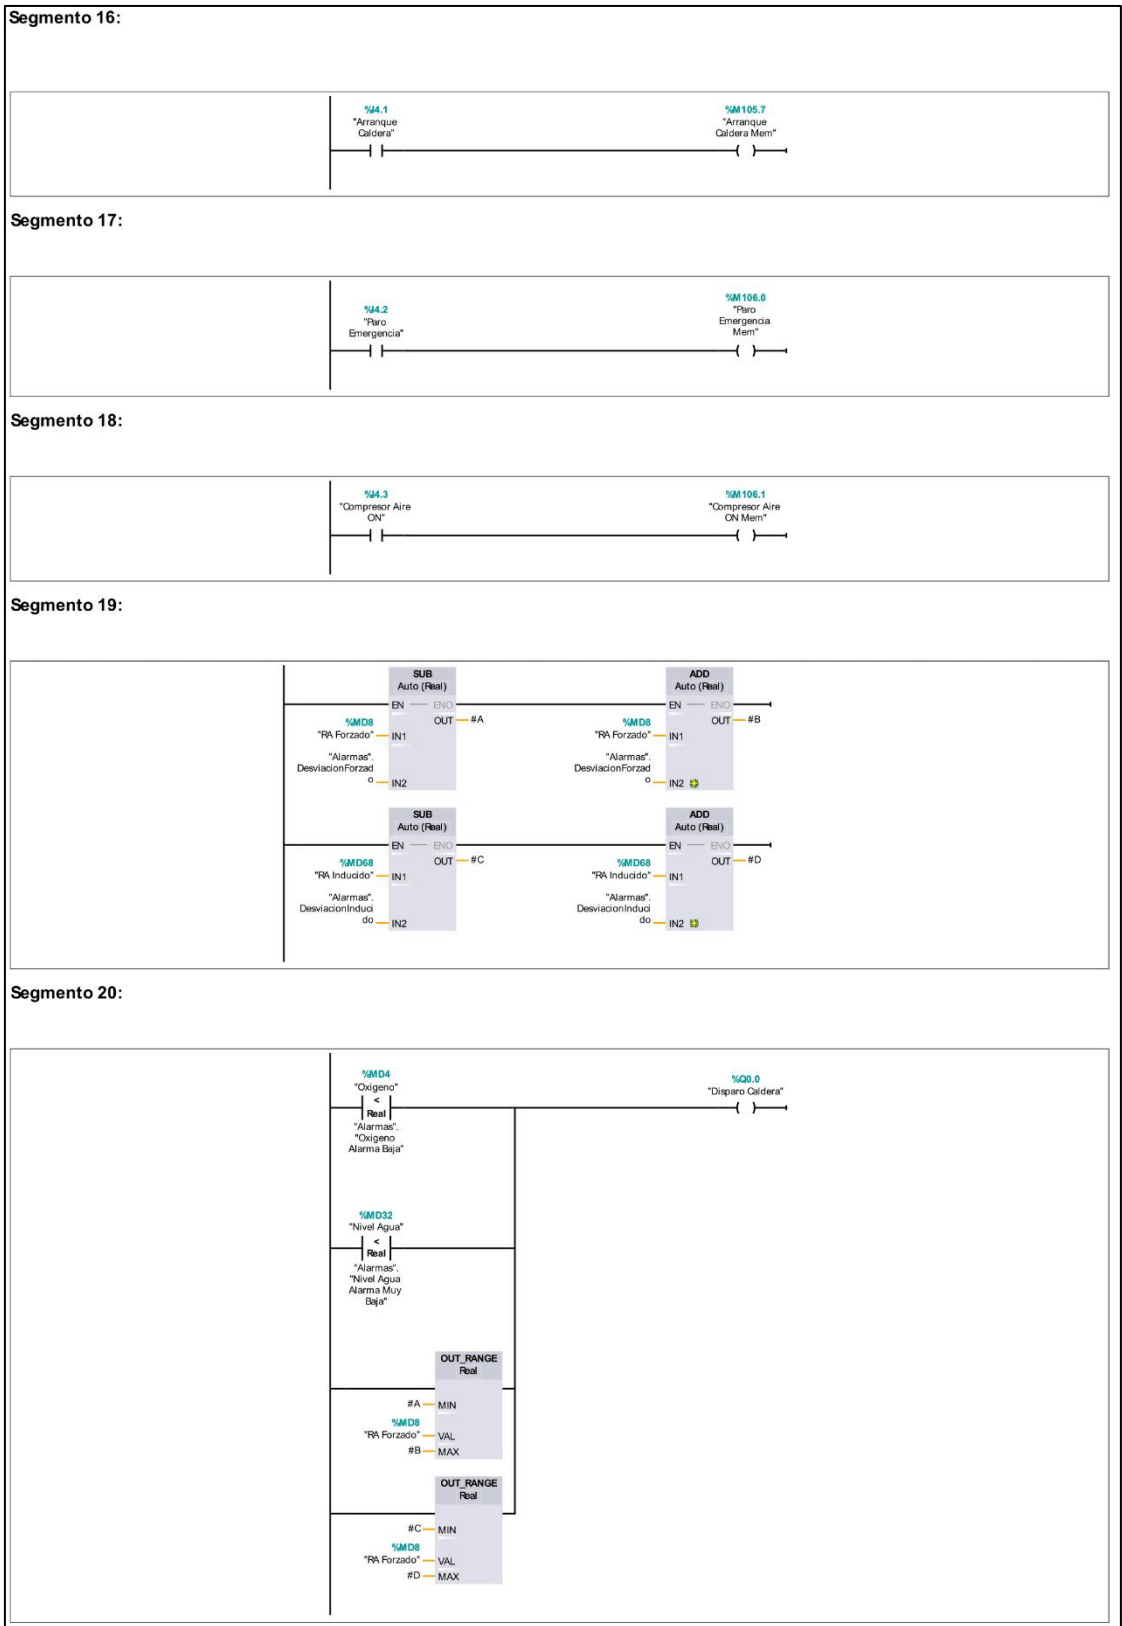 Segmento 16:
%I4.1
"Arranque
Caldera"
%M105.7
"Arranque
Caldera Mem"
Segmento 17:
%I4.2
"Paro
Emergencia"
%M106.0
"Paro
Emergencia
Mem"
Segmento 18:
%I4.3
"Compresor Aire
ON"
%M106.1
"Compresor Aire
ON Mem"
Segmento 19:
SUB
Auto (Real)
EN — ENO
%MD8
"RA Forzado"
IN1
OUT
#A
"Alarmas".
DesviacionForzad
o
IN2
ADD
Auto (Real)
EN — ENO
%MD8
"RA Forzado"
IN1
OUT
#B
"Alarmas".
DesviacionForzad
o
IN2
SUB
Auto (Real)
EN — ENO
%MD68
"RA Inducido"
IN1
OUT
#C
"Alarmas".
DesviacionInduci
do
IN2
ADD
Auto (Real)
EN — ENO
%MD68
"RA Inducido"
IN1
OUT
#D
"Alarmas".
DesviacionInduci
do
IN2
Segmento 20:
%MD4
"Oxigeno"
<
Real
"Alarmas".
"Oxigeno
Alarma Baja"
%Q0.0
"Disparo Caldera"
%MD32
"Nivel Agua"
<
Real
"Alarmas".
"Nivel Agua
Alarma Muy
Baja"
OUT_RANGE
Real
#A
MIN
%MD8
"RA Forzado"
VAL
#B
MAX
OUT_RANGE
Real
#C
MIN
%MD8
"RA Forzado"
VAL
#D
MAX